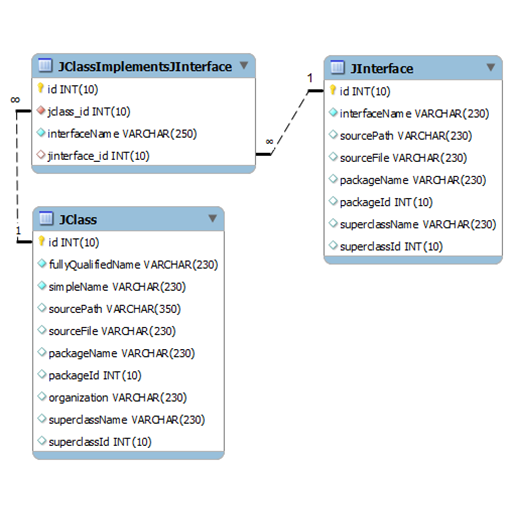 JClassImplementsJInterface
id INT(10)
jclass_id INT(10)
interfaceName VARCHAR(250)
jinterface_id INT(10)
∞
1
JClass
id INT(10)
fullyQualifiedName VARCHAR(230)
simpleName VARCHAR(230)
sourcePath VARCHAR(350)
sourceFile VARCHAR(230)
packageName VARCHAR(230)
packageId INT(10)
organization VARCHAR(230)
superclassName VARCHAR(230)
superclassId INT(10)
∞
1
JInterface
id INT(10)
interfaceName VARCHAR(230)
sourcePath VARCHAR(230)
sourceFile VARCHAR(230)
packageName VARCHAR(230)
packageId INT(10)
superclassName VARCHAR(230)
superclassId INT(10)